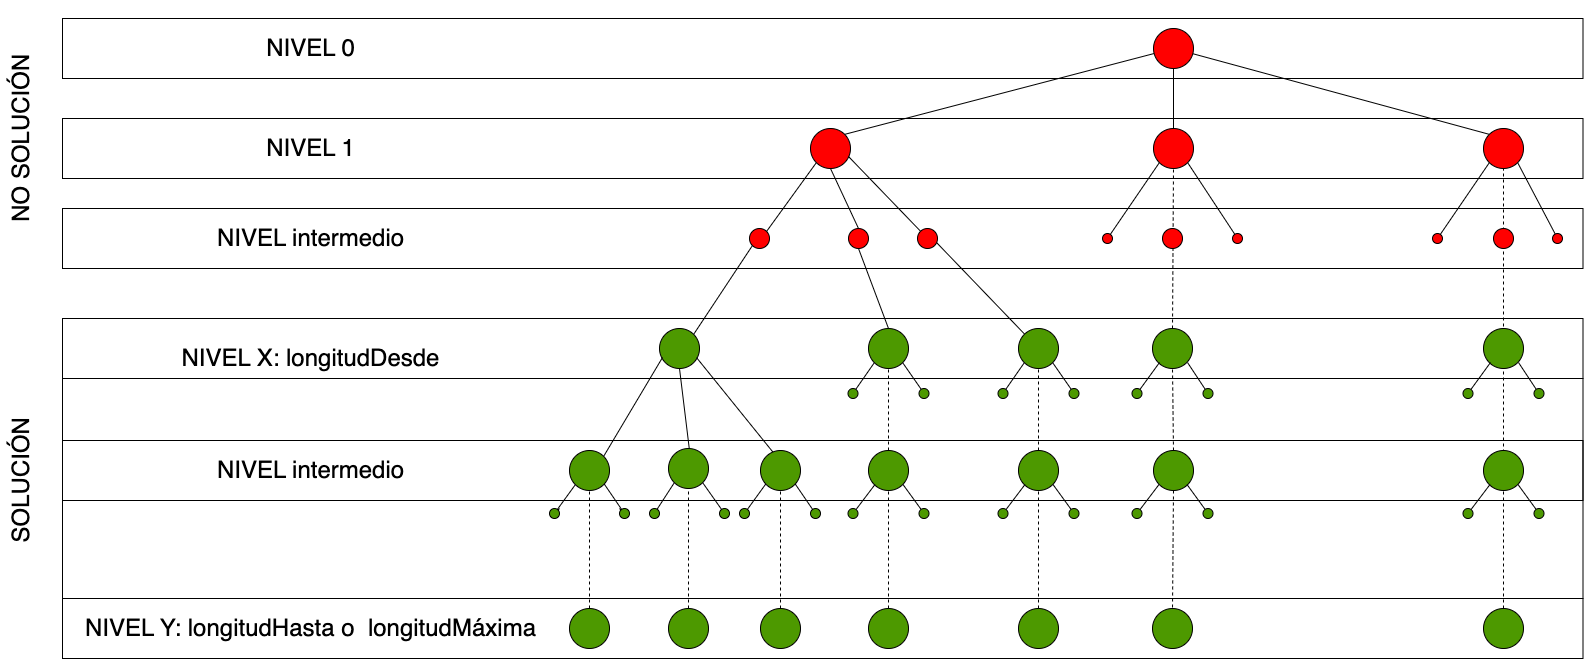 NO SOLUCIÓN
NIVEL 0
NIVEL 1
NIVEL intermedio
SOLUCIÓN
NIVEL X: longitudDesde
NIVEL intermedio
NIVEL Y: longitudHasta o longitudMáxima